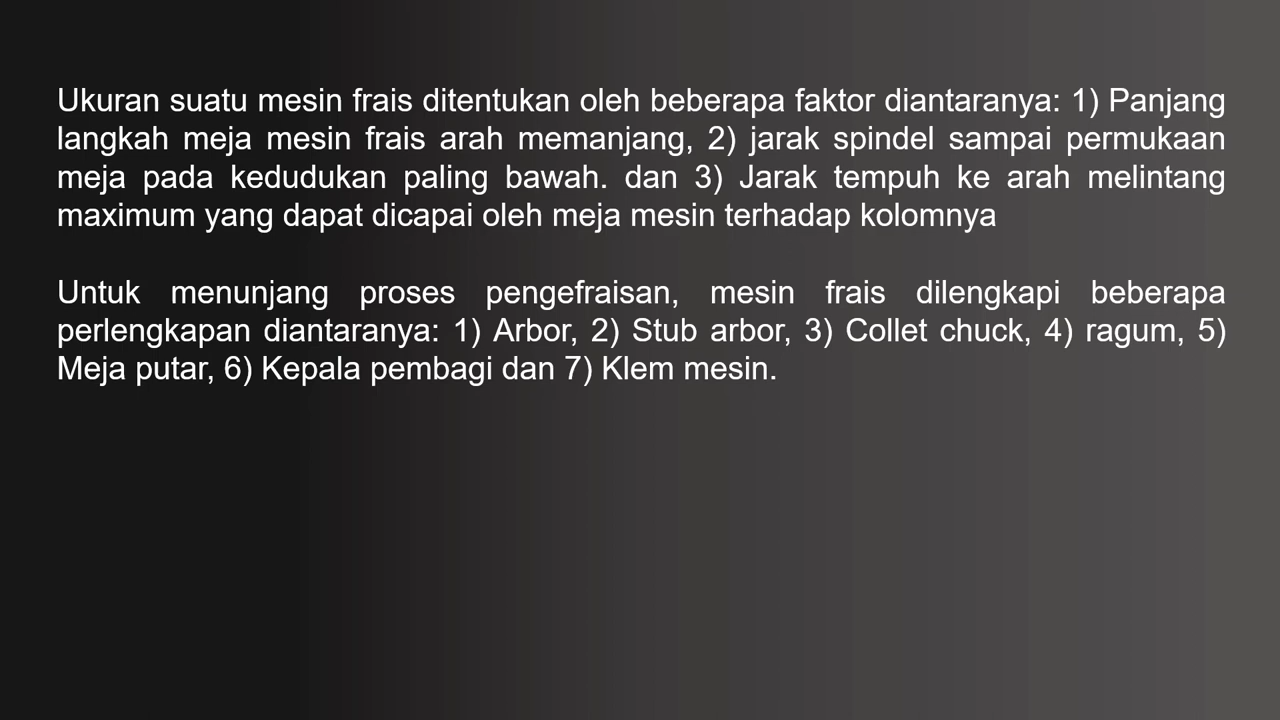 Ukuran suatu mesin frais ditentukan oleh beberapa faktor diantaranya: 1) Panjang
langkah meja mesin frais arah memanjang, 2) jarak spindel sampai permukaan
meja pada kedudukan paling bawah. dan 3) Jarak tempuh ke arah melintang
maximum yang dapat dicapai oleh meja mesin terhadap kolomnya
Untuk menunjang proses pengefraisan, mesin frais dilengkapi beberapa
perlengkapan diantaranya: 1) Arbor, 2) Stub arbor, 3) Collet chuck, 4) ragum, 5)
Meja putar, 6) Kepala pembagi dan 7) Klem mesin.